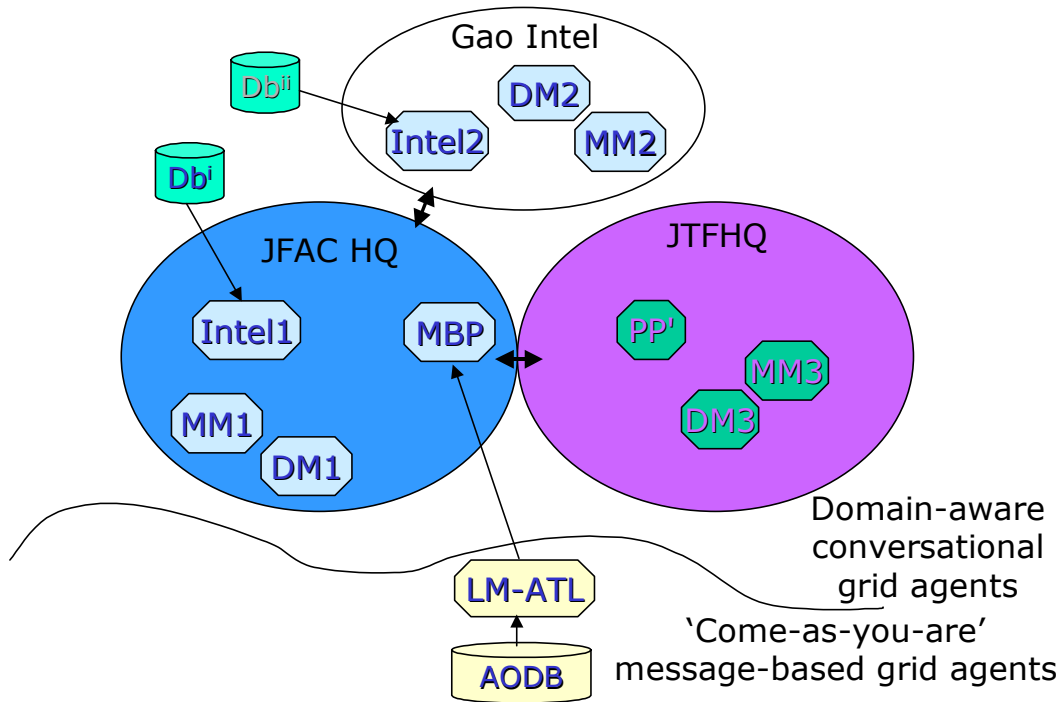 Gao Intel
Dbⁱⁱ
DM2
Intel2
MM2
Dbⁱ
JFAC HQ
JTFHQ
Intel1
MBP
PP'
MM3
MM1
DM3
DM1
Domain-aware
conversational
grid agents
LM-ATL
‘Come-as-you-are’
message-based grid agents
AODB